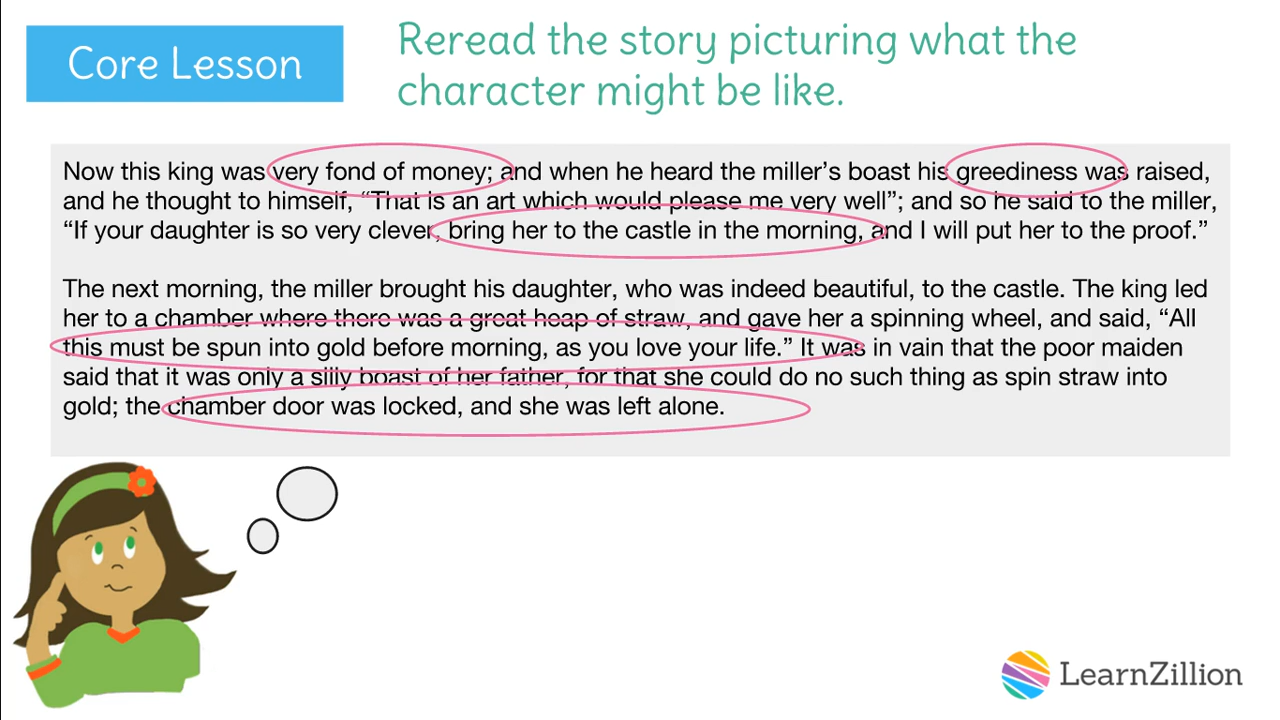 Core Lesson
Reread the story picturing what the
character might be like.
Now this king was very fond of money; and when he heard the miller’s boast his greediness was raised,
and he thought to himself, “That is an art which would please me very well”; and so he said to the miller,
“If your daughter is so very clever, bring her to the castle in the morning, and I will put her to the proof.”
The next morning, the miller brought his daughter, who was indeed beautiful, to the castle. The king led
her to a chamber where there was a great heap of straw, and gave her a spinning wheel, and said, “All
this must be spun into gold before morning, as you love your life.” It was in vain that the poor maiden
said that it was only a silly boast of her father, for that she could do no such thing as spin straw into
gold; the chamber door was locked, and she was left alone.
LearnZillion